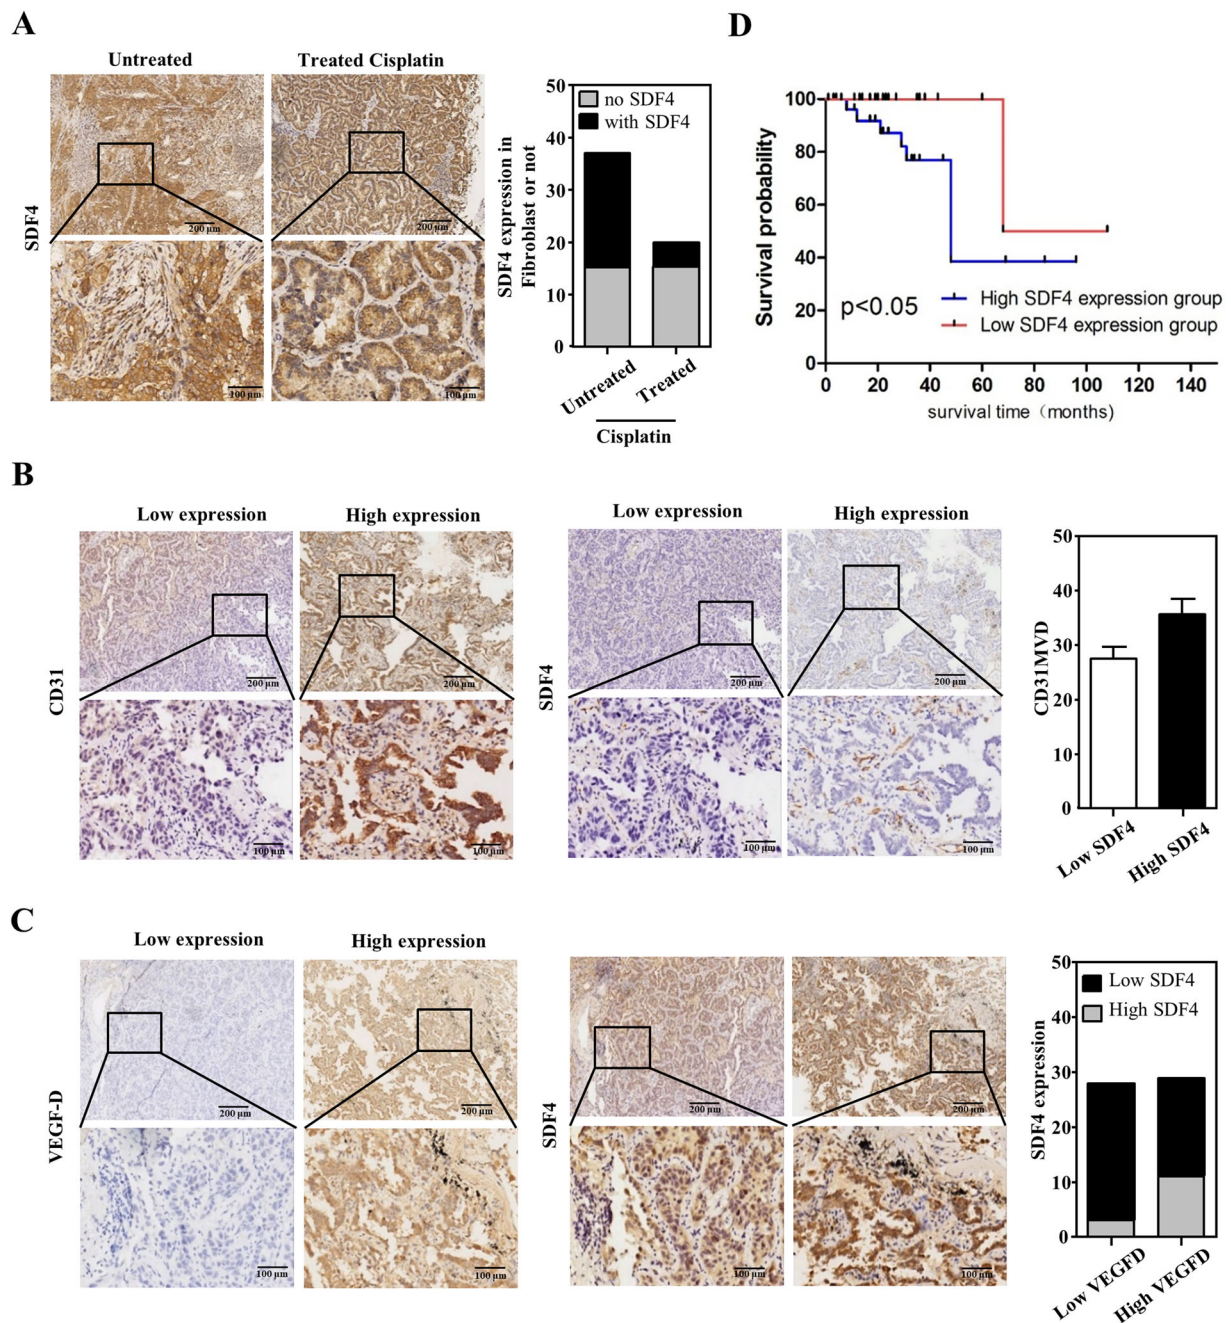 A
Untreated
Treated Cisplatin
SDF4
200 μm
200 μm
100 μm
100 μm
SDF4 expression in
Fibroblast or not
50
40
30
20
10
0
no SDF4
with SDF4
Untreated
Treated
Cisplatin
D
Survival probability
100
80
60
40
20
0
p<0.05
High SDF4 expression group
Low SDF4 expression group
0 20 40 60 80 100 120 140
survival time（months)
B
Low expression
High expression
CD31
200 μm
200 μm
100 μm
100 μm
Low expression
High expression
SDF4
200 μm
200 μm
100 μm
100 μm
CD31MVD
50
40
30
20
10
0
Low SDF4
High SDF4
C
Low expression
High expression
VEGF-D
200 μm
200 μm
100 μm
100 μm
SDF4
200 μm
200 μm
100 μm
100 μm
SDF4 expression
50
40
30
20
10
0
Low SDF4
High SDF4
Low VEGFD
High VEGFD